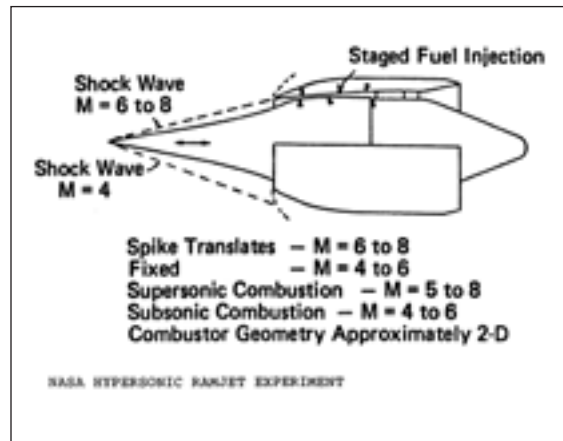 Staged Fuel Injection
Shock Wave
M = 6 to 8
Shock Wave
M = 4
Spike Translates – M = 6 to 8
Fixed – M = 4 to 6
Supersonic Combustion – M = 5 to 8
Subsonic Combustion – M = 4 to 6
Combustor Geometry Approximately 2-D
NASA HYPERSONIC RAMJET EXPERIMENT